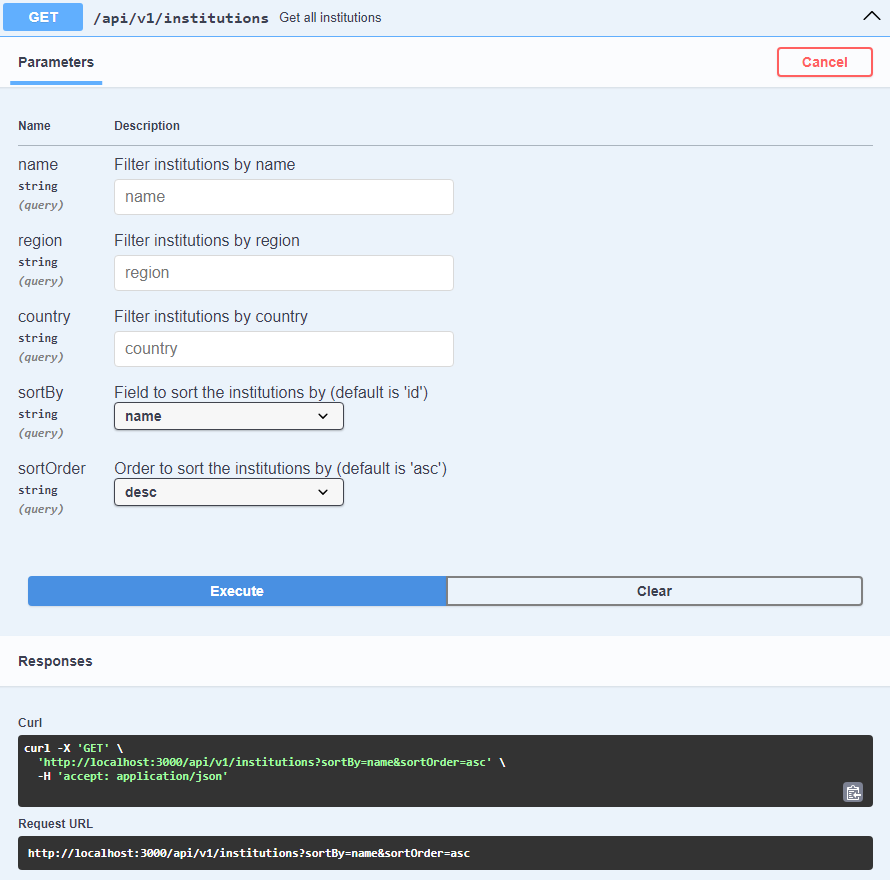 GET /api/v1/institutions Get all institutions
Parameters Cancel
Name Description
name Filter institutions by name
string name
(query)
region Filter institutions by region
string region
(query)
country Filter institutions by country
string country
(query)
sortBy Field to sort the institutions by (default is 'id')
string name
(query)
sortOrder Order to sort the institutions by (default is 'asc')
string desc
(query)
Execute Clear
Responses
Curl
curl -X 'GET' \
'http://localhost:3000/api/v1/institutions?sortBy=name&sortOrder=asc' \
-H 'accept: application/json'
Request URL
http://localhost:3000/api/v1/institutions?sortBy=name&sortOrder=asc